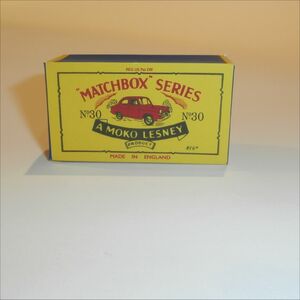 "MATCHBOX" SERIES
Nº30 Nº30
A MOKO LESNEY
PRODUCT
MADE IN ENGLAND